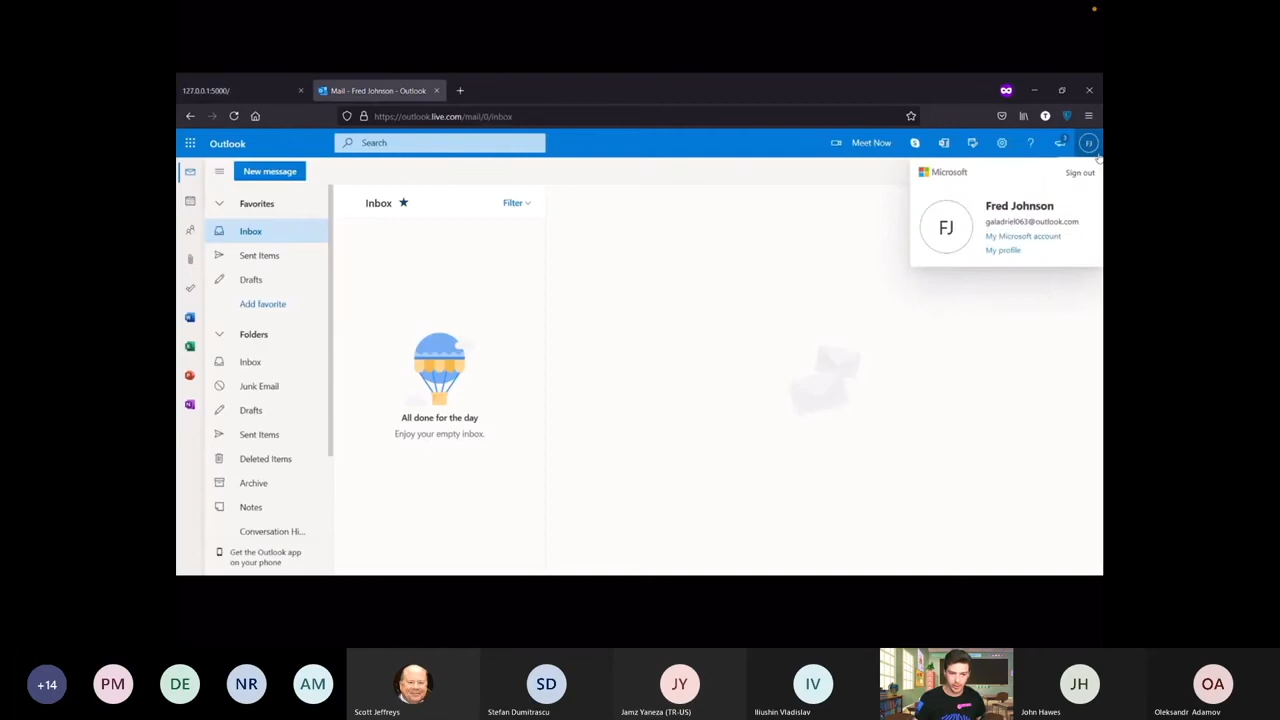 127.0.0.1:5000/
Mail - Fred Johnson - Outlook
https://outlook.live.com/mail/0/inbox
Outlook
Search
Meet Now
FJ
New message
Microsoft
Sign out
Favorites
Inbox
Filter
Fred Johnson
galadriel063@outlook.com
FJ
My Microsoft account
My profile
Inbox
Sent Items
Drafts
Add favorite
Folders
Inbox
Junk Email
Drafts
All done for the day
Enjoy your empty inbox.
Sent Items
Deleted Items
Archive
Notes
Conversation Hi...
Get the Outlook app
on your phone
+14
PM
DE
NR
AM
SD
JY
IV
JH
OA
Scott Jeffreys
Stefan Dumitrascu
Jamz Yaneza (TR-US)
Iliushin Vladislav
John Hawes
Oleksandr Adamov